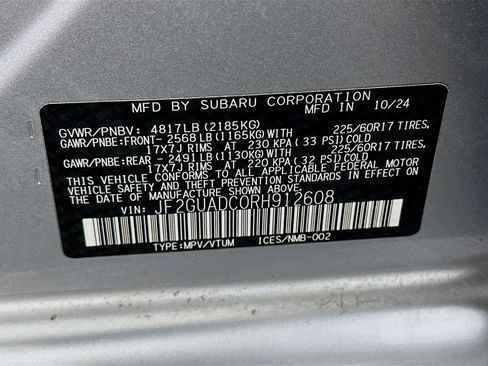 MFD BY SUBARU CORPORATION IN 10/24
GVWR/PNBV: 4817LB (2185KG)
GAWR/PNBE:FRONT-2568LB(1165KG)WITH 225/60R17 TIRES,
17X7J RIMS AT 230 KPA ( 33 PSI)COLD
GAWR/PNBE:REAR -2491LB(1130KG)WITH 225/60R17 TIRES,
17X7J RIMS AT 220 KPA ( 32 PSI)COLD
THIS VEHICLE CONFORMS TO ALL APPLICABLE FEDERAL MOTOR
VEHICLE SAFETY AND THEFT PREVENTION STANDARDS IN EFFECT ON
THE DATE OF MANUFACTURE SHOWN ABOVE.
VIN: JF2GUADC0RH912608
TYPE:MPV/VTUM ICES/NMB-002